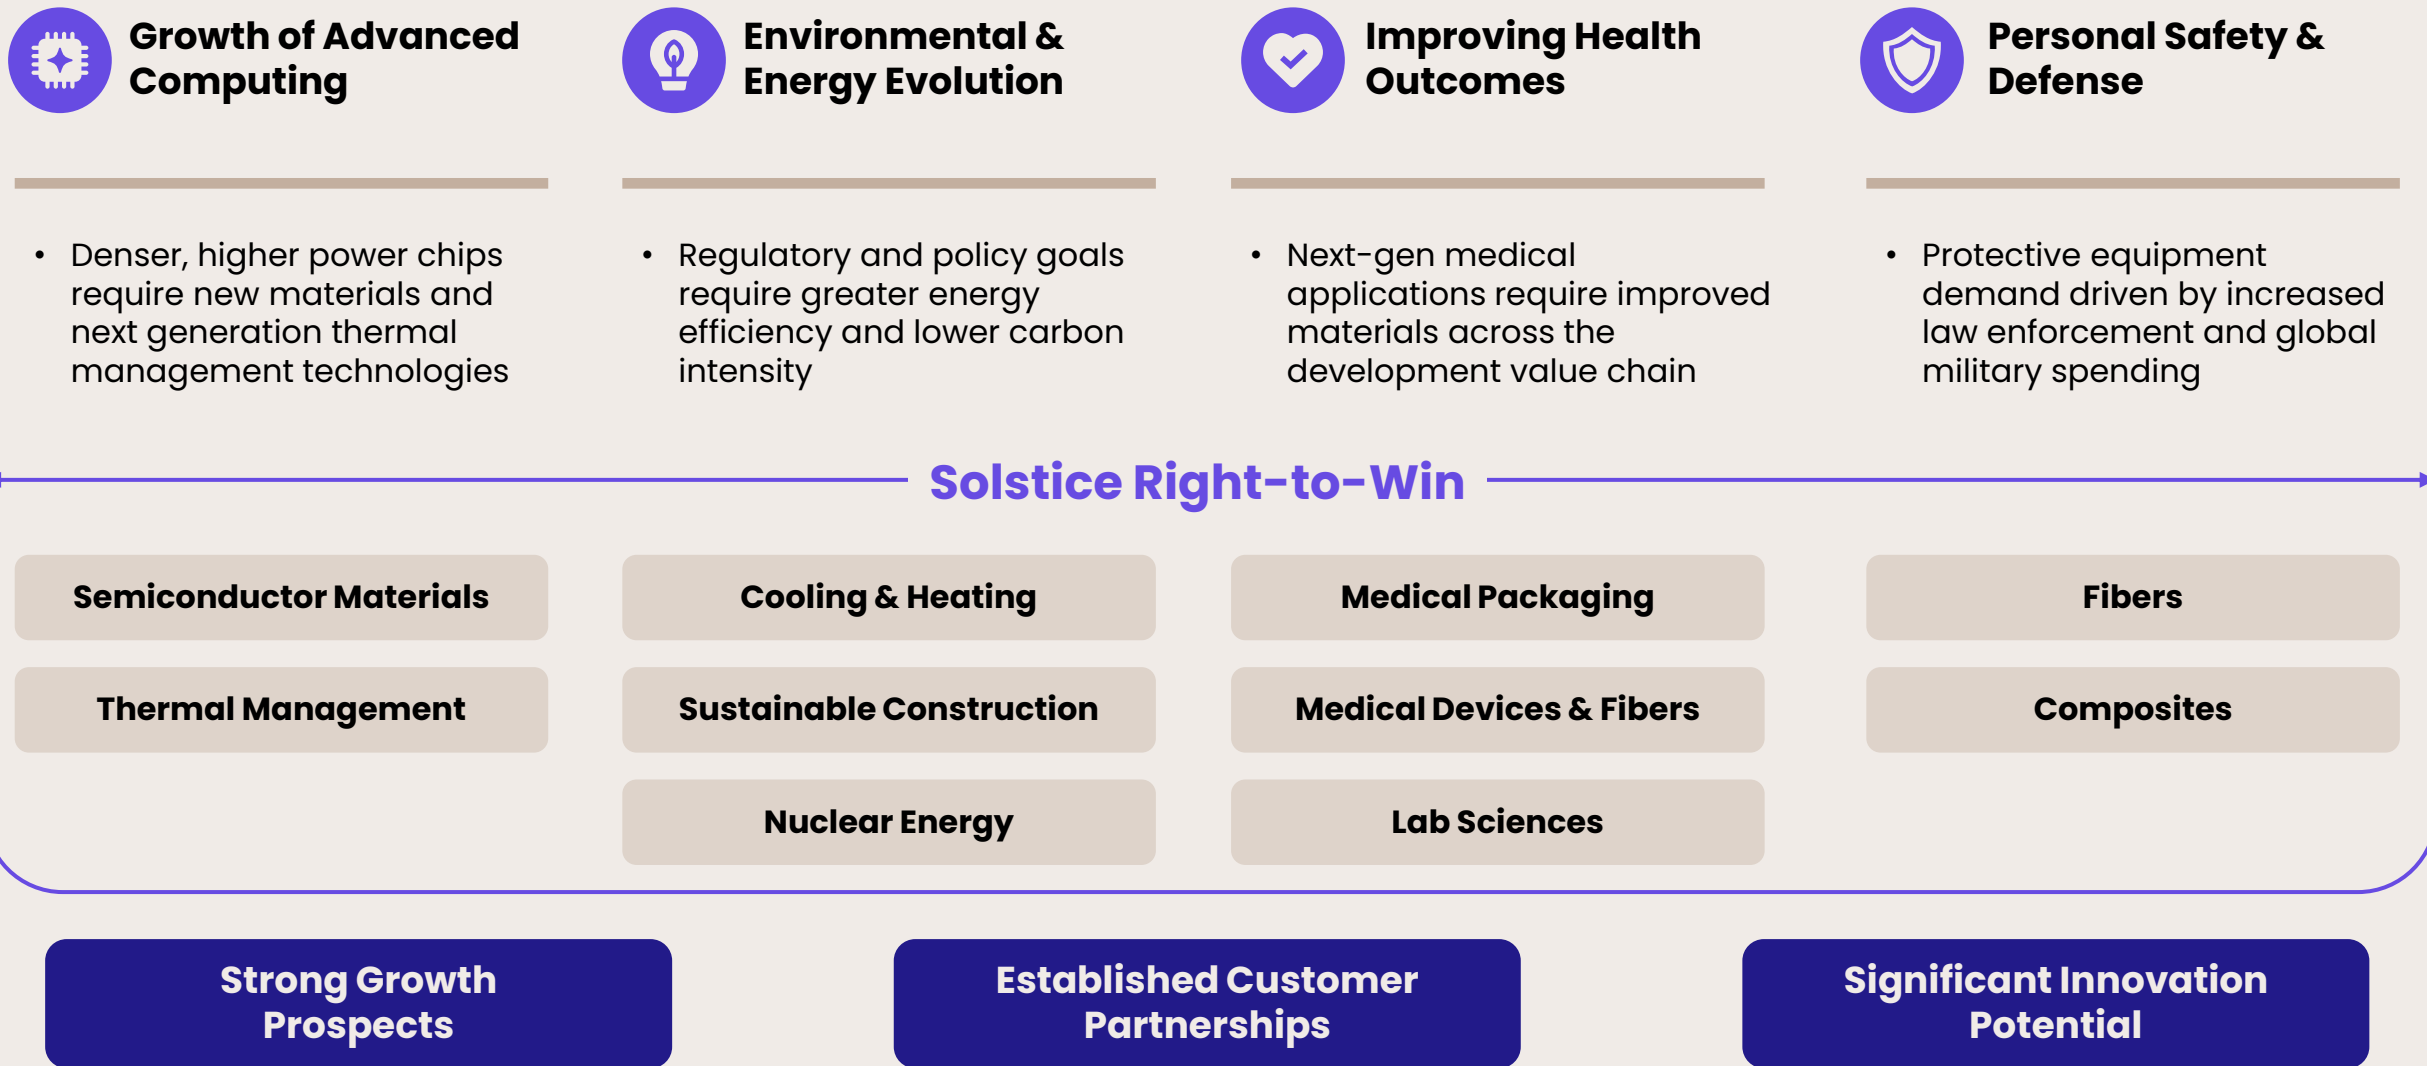 Growth of Advanced
Computing
Environmental &
Energy Evolution
Improving Health
Outcomes
Personal Safety &
Defense
• Denser, higher power chips
require new materials and
next generation thermal
management technologies
• Regulatory and policy goals
require greater energy
efficiency and lower carbon
intensity
• Next-gen medical
applications require improved
materials across the
development value chain
• Protective equipment
demand driven by increased
law enforcement and global
military spending
Solstice Right-to-Win
Semiconductor Materials
Thermal Management
Cooling & Heating
Sustainable Construction
Nuclear Energy
Medical Packaging
Medical Devices & Fibers
Lab Sciences
Fibers
Composites
Strong Growth
Prospects
Established Customer
Partnerships
Significant Innovation
Potential